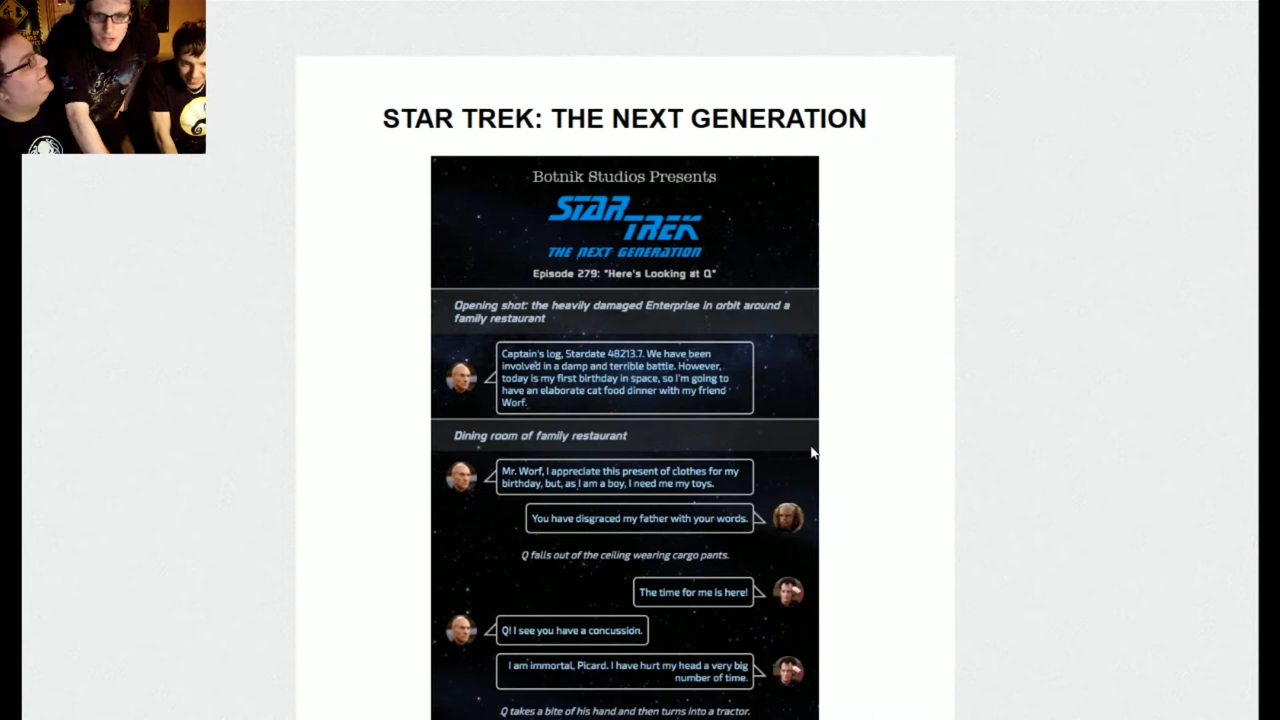 STAR TREK: THE NEXT GENERATION
Botnik Studios Presents
STAR
TREK
THE NEXT GENERATION
Episode 279: "Here's Looking at Q"
Opening shot: the heavily damaged Enterprise in orbit around a
family restaurant
Captain's log, Stardate 48213.7. We have been
involved in a damp and terrible battle. However,
today is my first birthday in space, so I'm going to
have an elaborate cat food dinner with my friend
Worf.
Dining room of family restaurant
Mr. Worf, I appreciate this present of clothes for my
birthday, but, as I am a boy, I need me my toys.
You have disgraced my father with your words.
Q falls out of the ceiling wearing cargo pants.
The time for me is here!
Q! I see you have a concussion.
I am immortal, Picard. I have hurt my head a very big
number of time.
Q takes a bite of his hand and then turns into a tractor.